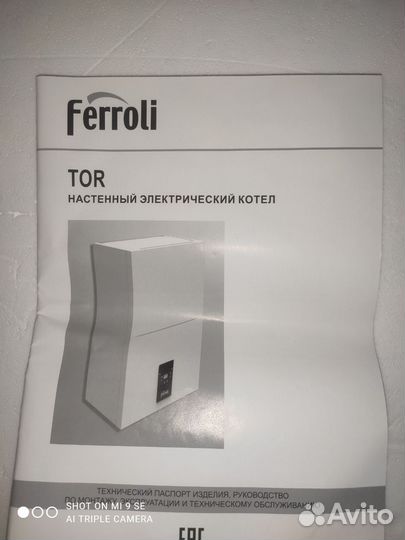 Ferroli
TOR
НАСТЕННЫЙ ЭЛЕКТРИЧЕСКИЙ КОТЕЛ
ТЕХНИЧЕСКИЙ ПАСПОРТ ИЗДЕЛИЯ, РУКОВОДСТВО
ПО МОНТАЖУ, ЭКСПЛУАТАЦИИ И ТЕХНИЧЕСКОМУ ОБСЛУЖИВАНИЮ
SHOT ON MI 9 SE
AI TRIPLE CAMERA
Avito
EAC